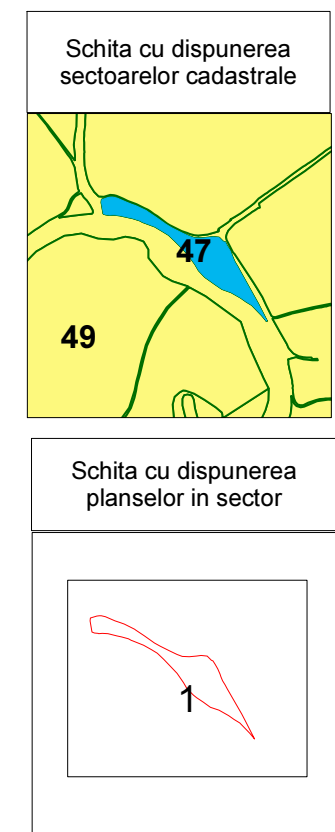 Schita cu dispunerea
sectoarelor cadastrale
47
49
Schita cu dispunerea
planselor in sector
1